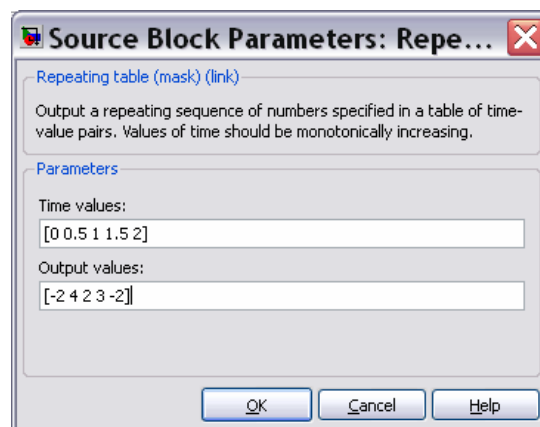 Source Block Parameters: Repe...
Repeating table (mask) (link)
Output a repeating sequence of numbers specified in a table of time-
value pairs. Values of time should be monotonically increasing.
Parameters
Time values:
[0 0.5 1 1.5 2]
Output values:
[-2 4 2 3 -2]
OK Cancel Help